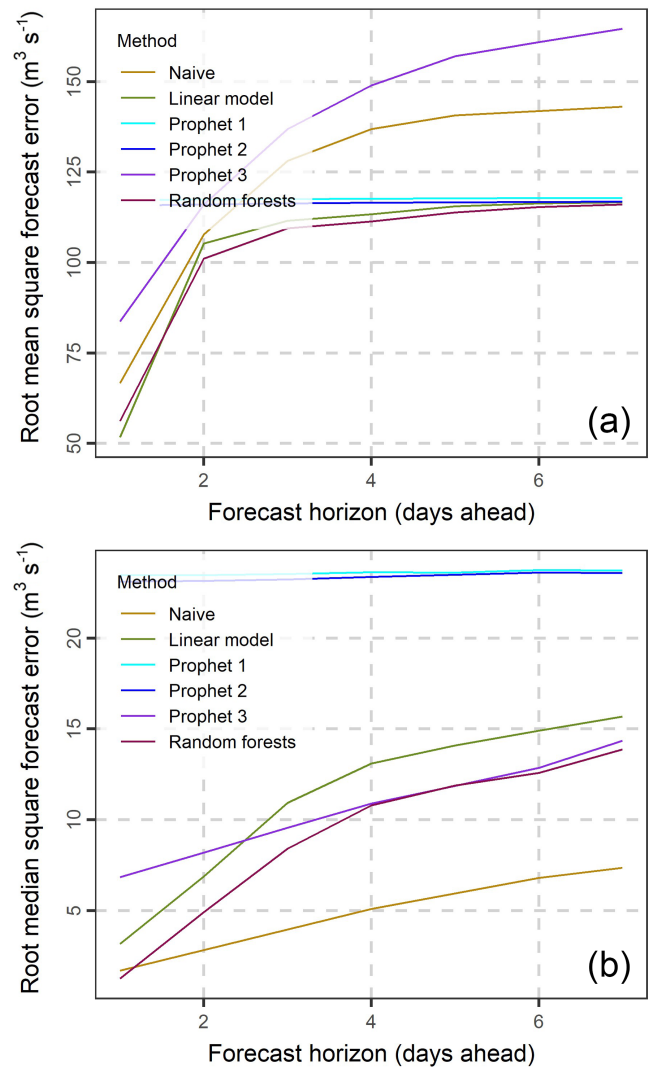 Root mean square forecast error (m³ s⁻¹)
150
125
100
75
50
Method
Naive
Linear model
Prophet 1
Prophet 2
Prophet 3
Random forests
(a)
2 4 6
Forecast horizon (days ahead)
Root median square forecast error (m³ s⁻¹)
20
15
10
5
Method
Naive
Linear model
Prophet 1
Prophet 2
Prophet 3
Random forests
(b)
2 4 6
Forecast horizon (days ahead)